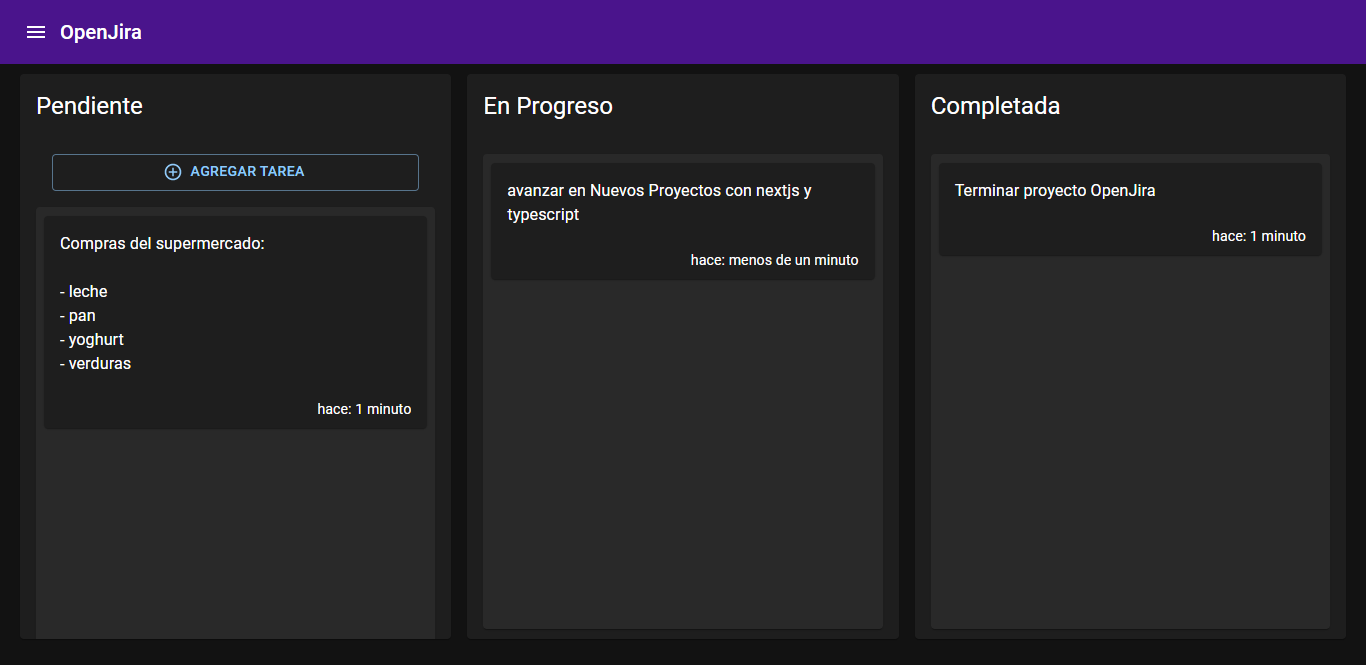 OpenJira
Pendiente
AGREGAR TAREA
Compras del supermercado:
- leche
- pan
- yoghurt
- verduras
hace: 1 minuto
En Progreso
avanzar en Nuevos Proyectos con nextjs y
typescript
hace: menos de un minuto
Completada
Terminar proyecto OpenJira
hace: 1 minuto